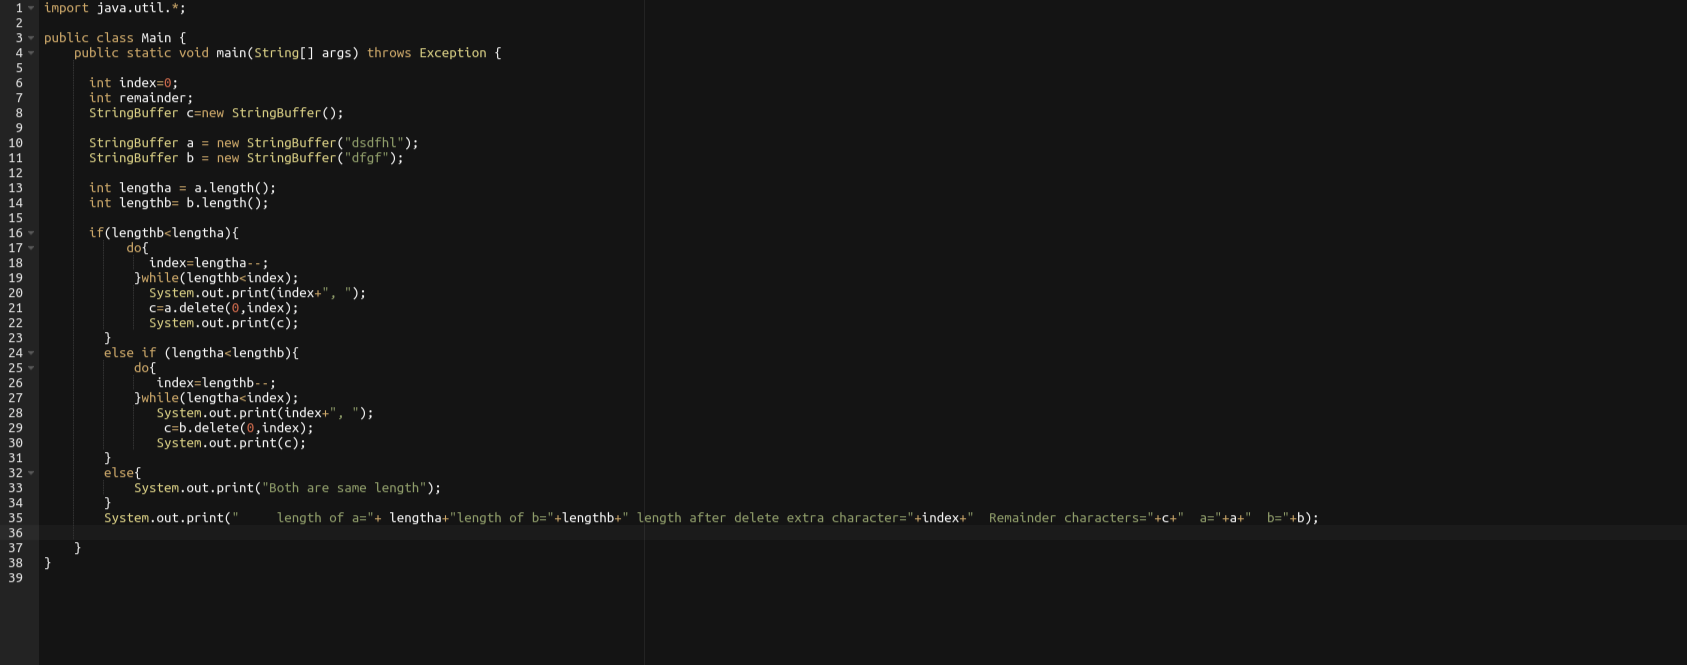 1 import java.util.*;
2
3 public class Main {
4     public static void main(String[] args) throws Exception {
5
6       int index=0;
7       int remainder;
8       StringBuffer c=new StringBuffer();
9
10       StringBuffer a = new StringBuffer("dsdfhl");
11       StringBuffer b = new StringBuffer("dfgf");
12
13       int lengtha = a.length();
14       int lengthb= b.length();
15
16       if(lengthb<lengtha){
17            do{
18               index=lengtha--;
19             }while(lengthb<index);
20               System.out.print(index+", ");
21               c=a.delete(0,index);
22               System.out.print(c);
23         }
24         else if (lengtha<lengthb){
25             do{
26                index=lengthb--;
27             }while(lengtha<index);
28                System.out.print(index+", ");
29                 c=b.delete(0,index);
30                System.out.print(c);
31         }
32         else{
33             System.out.print("Both are same length");
34         }
35         System.out.print("     length of a="+ lengtha+"length of b="+lengthb+" length after delete extra character="+index+"  Remainder characters="+c+"  a="+a+"  b="+b);
36
37     }
38 }
39